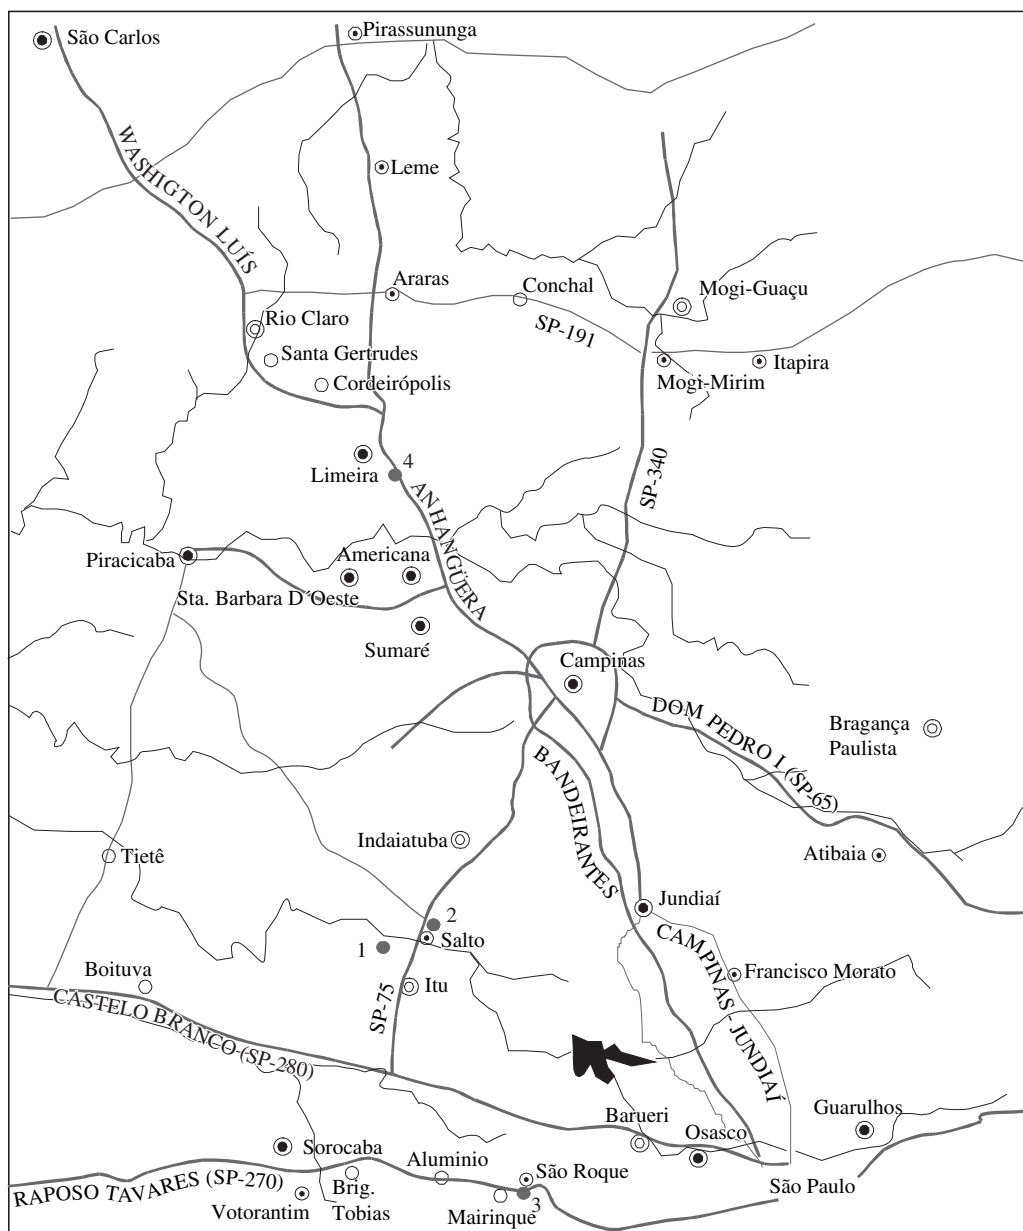 São Carlos
Pirassununga
WASHIGTON LUÍS
Leme
Araras
Conchal
Mogi-Guaçu
Rio Claro
SP-191
Santa Gertrudes
Itapira
Cordeirópolis
Mogi-Mirim
4
Limeira
SP-340
ANHANGÜERA
Americana
Piracicaba
Sta. Barbara D´Oeste
Sumaré
Campinas
DOM PEDRO I (SP-65)
Bragança
Paulista
BANDEIRANTES
Indaiatuba
Tietê
Atibaia
Jundiaí
2
Salto
1
CAMPINAS - JUNDIAÍ
Boituva
Itu
Francisco Morato
SP-75
CASTELO BRANCO (SP-280)
Barueri
Guarulhos
Osasco
Sorocaba
Aluminio
São Roque
RAPOSO TAVARES (SP-270)
Brig.
Tobias
São Paulo
Votorantim
Mairinque
3